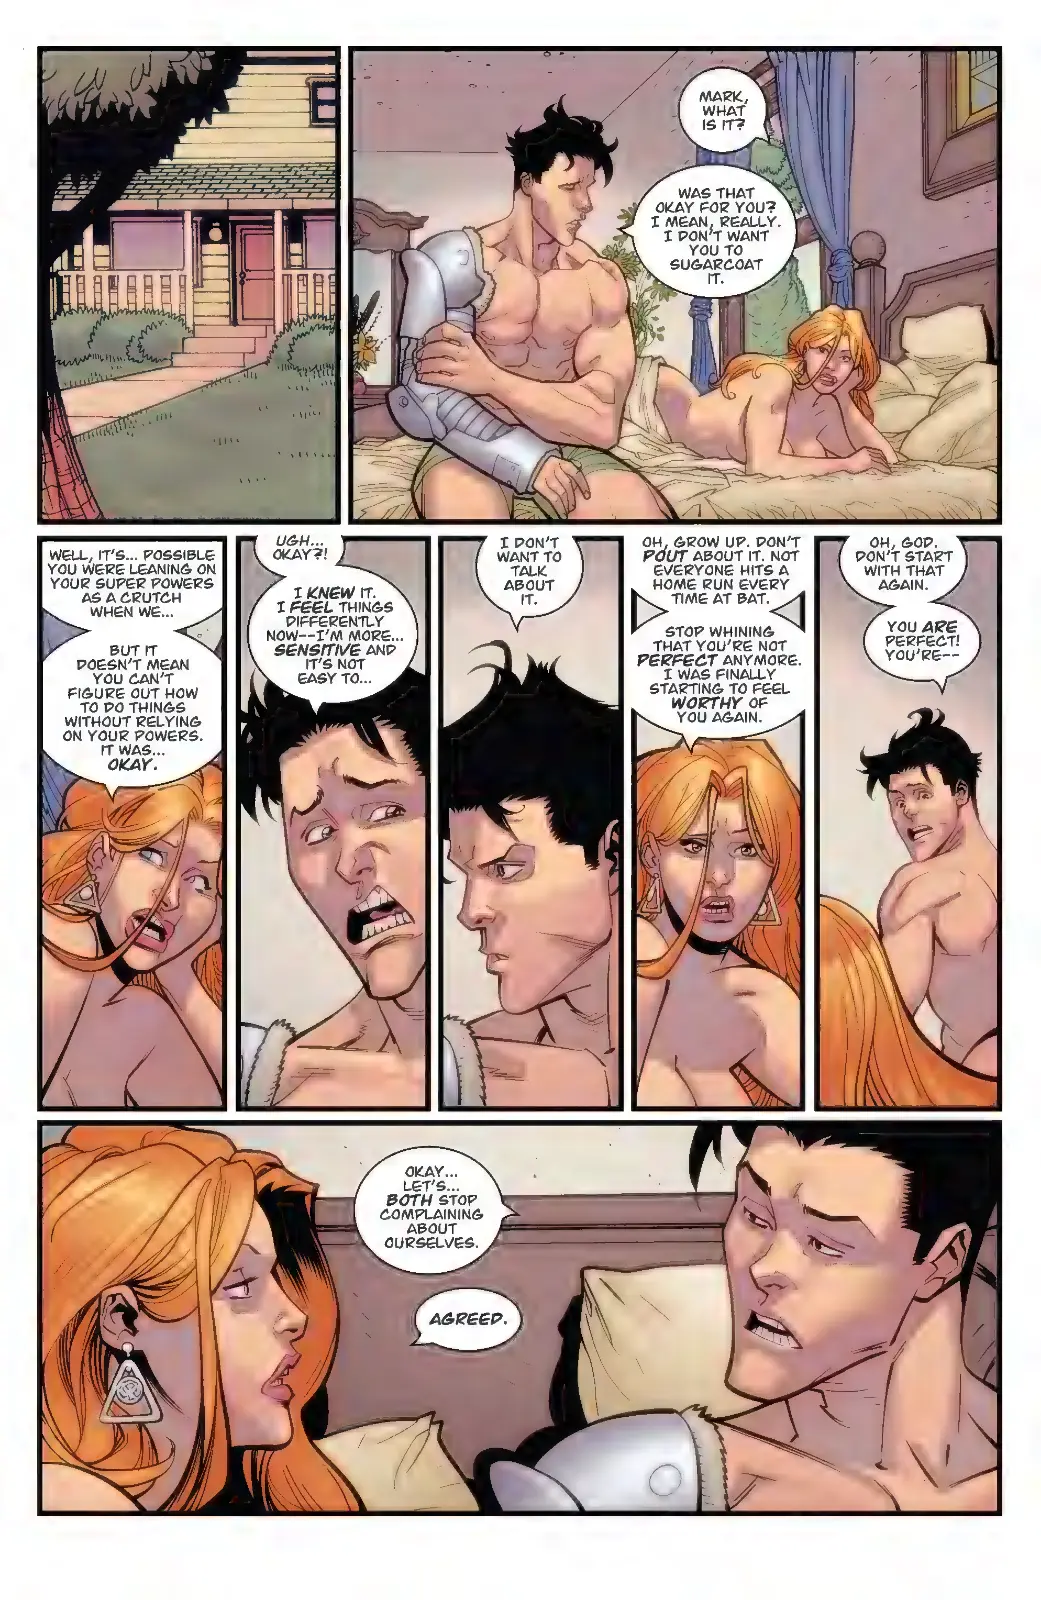 MARK,
WHAT
IS IT?
WAS THAT
OKAY FOR YOU?
I MEAN, REALLY.
I DON'T WANT
YOU TO
SUGARCOAT
IT.
WELL, IT'S... POSSIBLE
YOU WERE LEANING ON
YOUR SUPER POWERS
AS A CRUTCH
WHEN WE...
BUT IT
DOESN'T MEAN
YOU CAN'T
FIGURE OUT HOW
TO DO THINGS
WITHOUT RELYING
ON YOUR POWERS.
IT WAS...
OKAY.
UGH...
OKAY?!
I KNEW IT.
I FEEL THINGS
DIFFERENTLY
NOW--I'M MORE...
SENSITIVE AND
IT'S NOT
EASY TO...
I DON'T
WANT TO
TALK
ABOUT
IT.
OH, GROW UP. DON'T
POUT ABOUT IT. NOT
EVERYONE HITS A
HOME RUN EVERY
TIME AT BAT.
STOP WHINING
THAT YOU'RE NOT
PERFECT ANYMORE.
I WAS FINALLY
STARTING TO FEEL
WORTHY OF
YOU AGAIN.
OH, GOD.
DON'T START
WITH THAT
AGAIN.
YOU ARE
PERFECT!
YOU'RE--
OKAY...
LET'S...
BOTH STOP
COMPLAINING
ABOUT
OURSELVES.
AGREED.